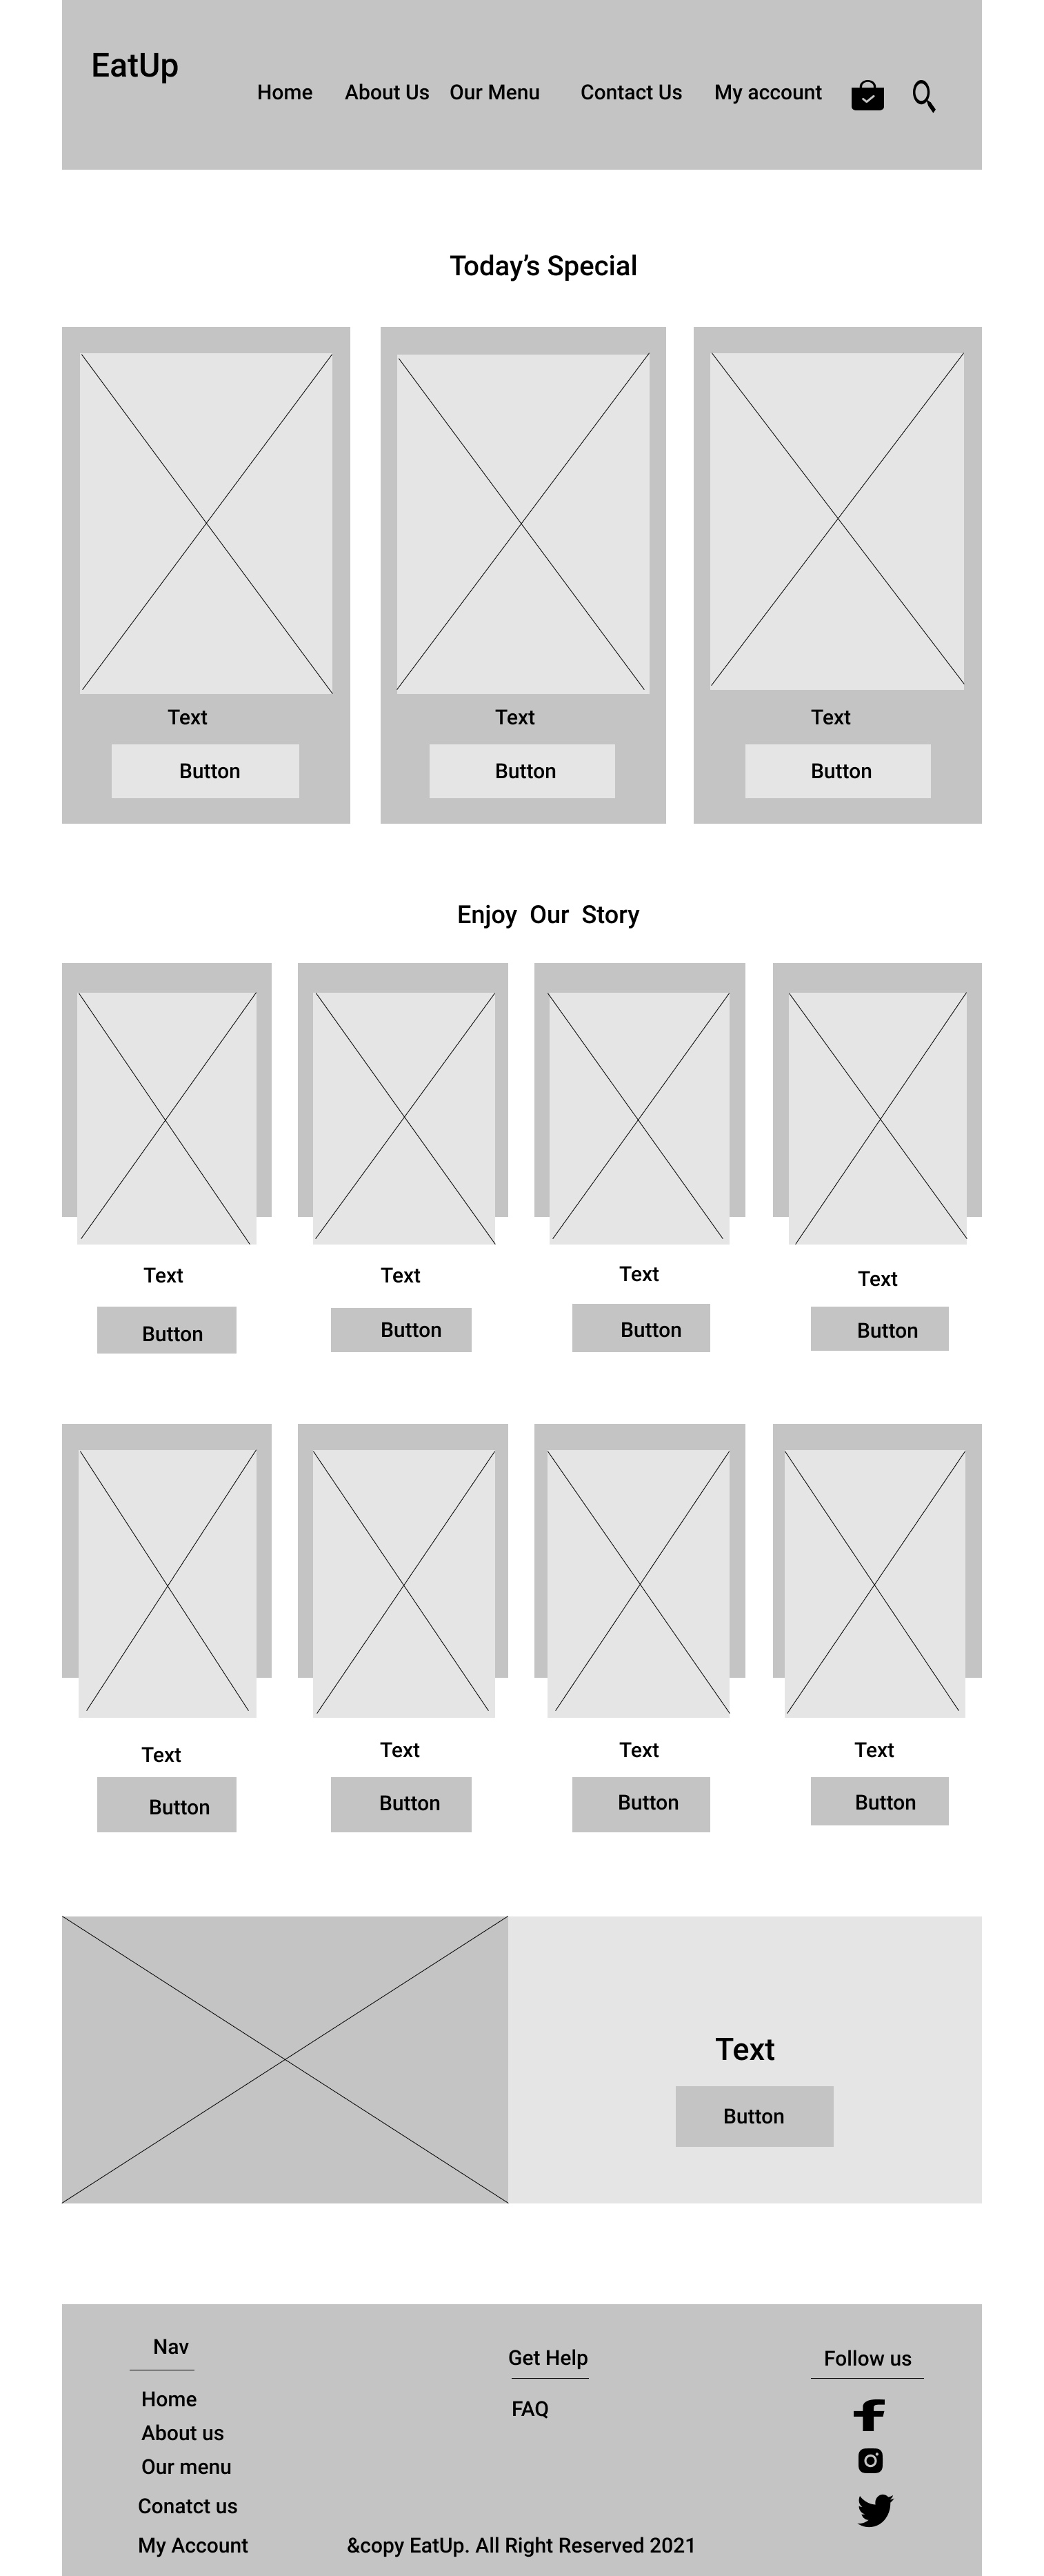 EatUp
Home About Us Our Menu Contact Us My account
Today’s Special
Text Text Text
Button Button Button
Enjoy Our Story
Text Text Text Text
Button Button Button Button
Text Text Text Text
Button Button Button Button
Text
Button
Nav
Home
About us
Our menu
Conatct us
My Account
Get Help
FAQ
Follow us
&copy EatUp. All Right Reserved 2021